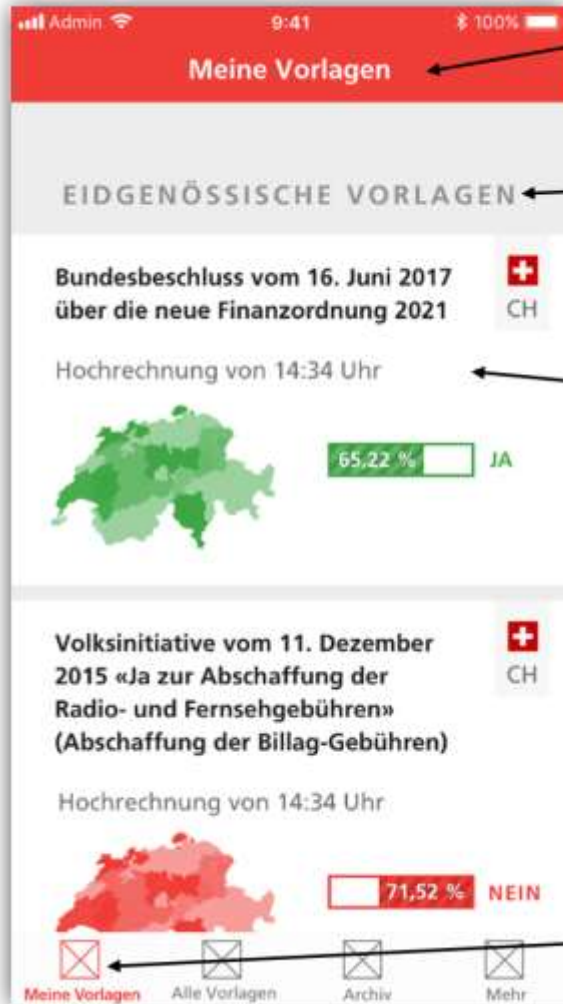 Admin 9:41 100%
Meine Vorlagen
EIDGENÖSSISCHE VORLAGEN
Bundesbeschluss vom 16. Juni 2017
über die neue Finanzordnung 2021
CH
Hochrechnung von 14:34 Uhr
65,22 % JA
Volksinitiative vom 11. Dezember
2015 «Ja zur Abschaffung der
Radio- und Fernsehgebühren»
(Abschaffung der Billag-Gebühren)
CH
Hochrechnung von 14:34 Uhr
71,52 % NEIN
Meine Vorlagen Alle Vorlagen Archiv Mehr